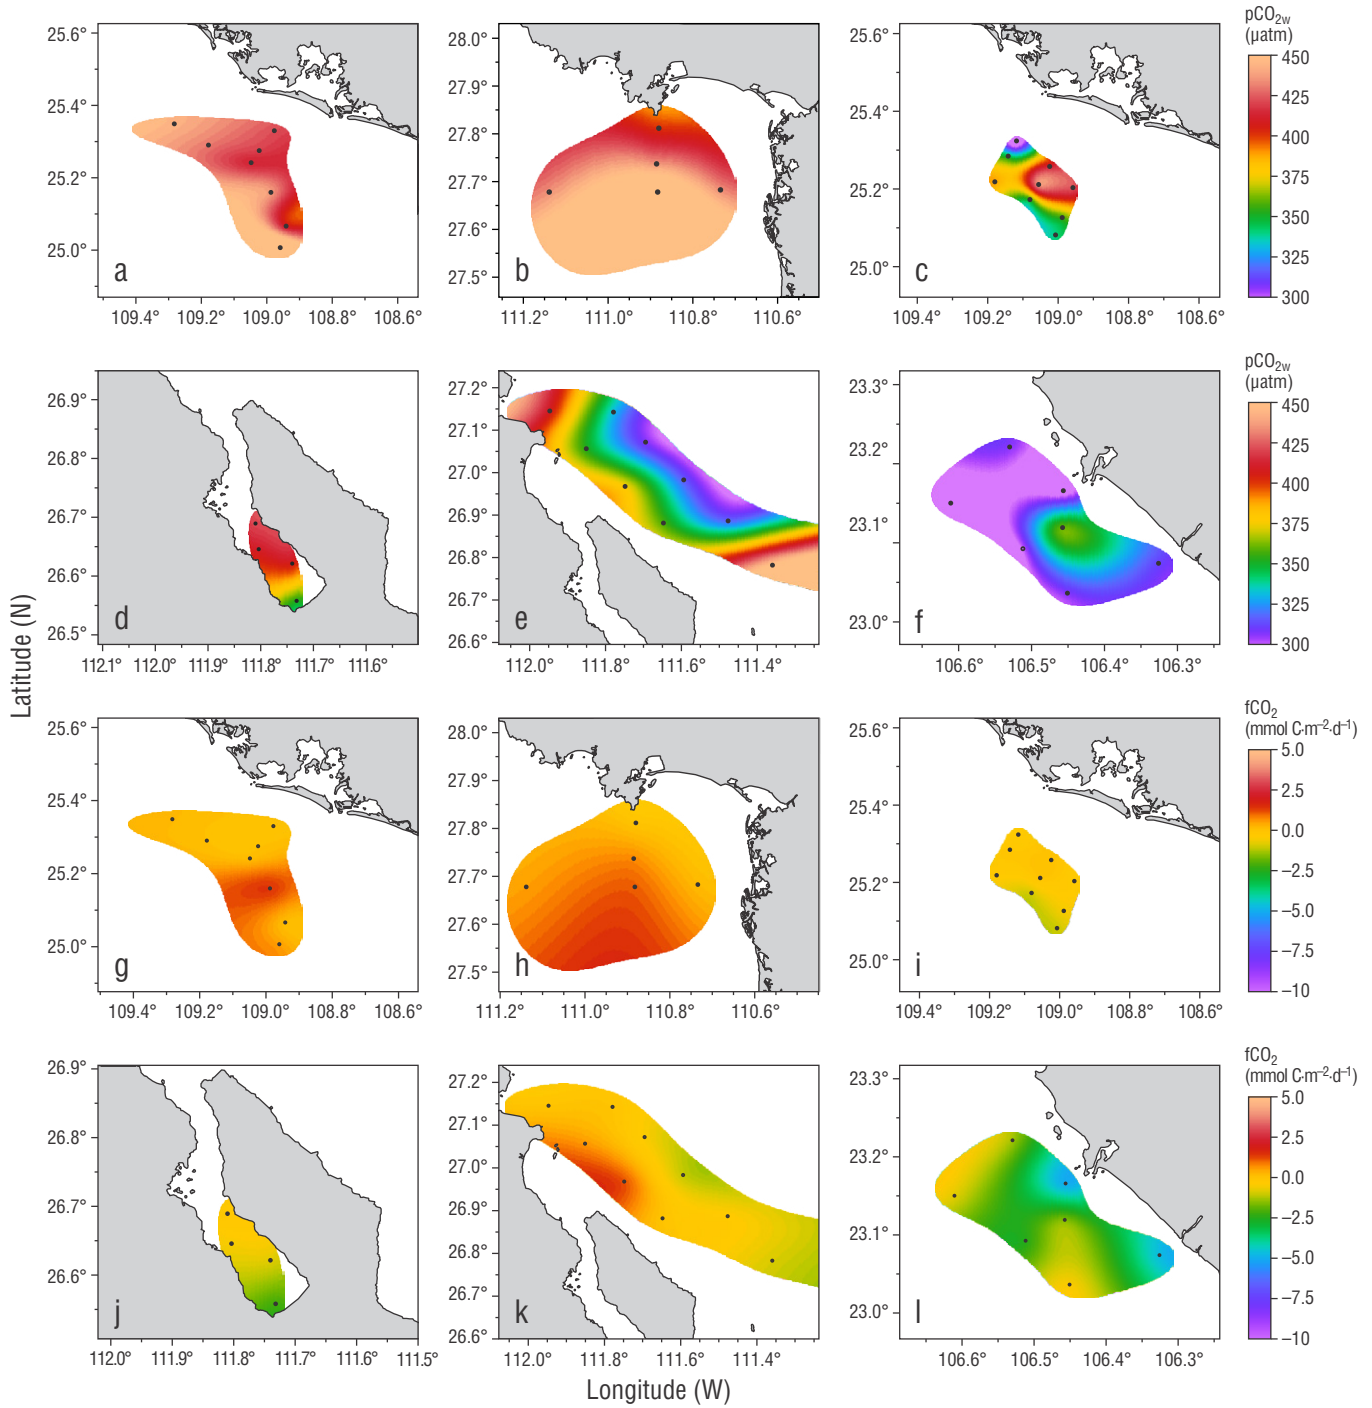 pCO2w
(µatm)
25.6°
25.4°
25.2°
25.0°
a
109.4° 109.2° 109.0° 108.8° 108.6°
28.0°
27.9°
27.8°
27.7°
27.6°
27.5°
b
111.2° 111.0° 110.8° 110.6°
25.6°
25.4°
25.2°
25.0°
c
109.4° 109.2° 109.0° 108.8° 108.6°
450
425
400
375
350
325
300
pCO2w
(µatm)
26.9°
26.8°
26.7°
26.6°
26.5°
d
112.1° 112.0° 111.9° 111.8° 111.7° 111.6°
27.2°
27.1°
27.0°
26.9°
26.8°
26.7°
26.6°
e
112.0° 111.8° 111.6° 111.4°
23.3°
23.2°
23.1°
23.0°
f
106.6° 106.5° 106.4° 106.3°
450
425
400
375
350
325
300
Latitude (N)
fCO2
(mmol C·m−2·d−1)
25.6°
25.4°
25.2°
25.0°
g
109.4° 109.2° 109.0° 108.8° 108.6°
28.0°
27.9°
27.8°
27.7°
27.6°
27.5°
h
111.2° 111.0° 110.8° 110.6°
25.6°
25.4°
25.2°
25.0°
i
109.4° 109.2° 109.0° 108.8° 108.6°
5.0
2.5
0.0
−2.5
−5.0
−7.5
−10
fCO2
(mmol C·m−2·d−1)
26.9°
26.8°
26.7°
26.6°
j
112.0° 111.9° 111.8° 111.7° 111.6° 111.5°
27.2°
27.1°
27.0°
26.9°
26.8°
26.7°
26.6°
k
112.0° 111.8° 111.6° 111.4°
23.3°
23.2°
23.1°
23.0°
l
106.6° 106.5° 106.4° 106.3°
5.0
2.5
0.0
−2.5
−5.0
−7.5
−10
Longitude (W)